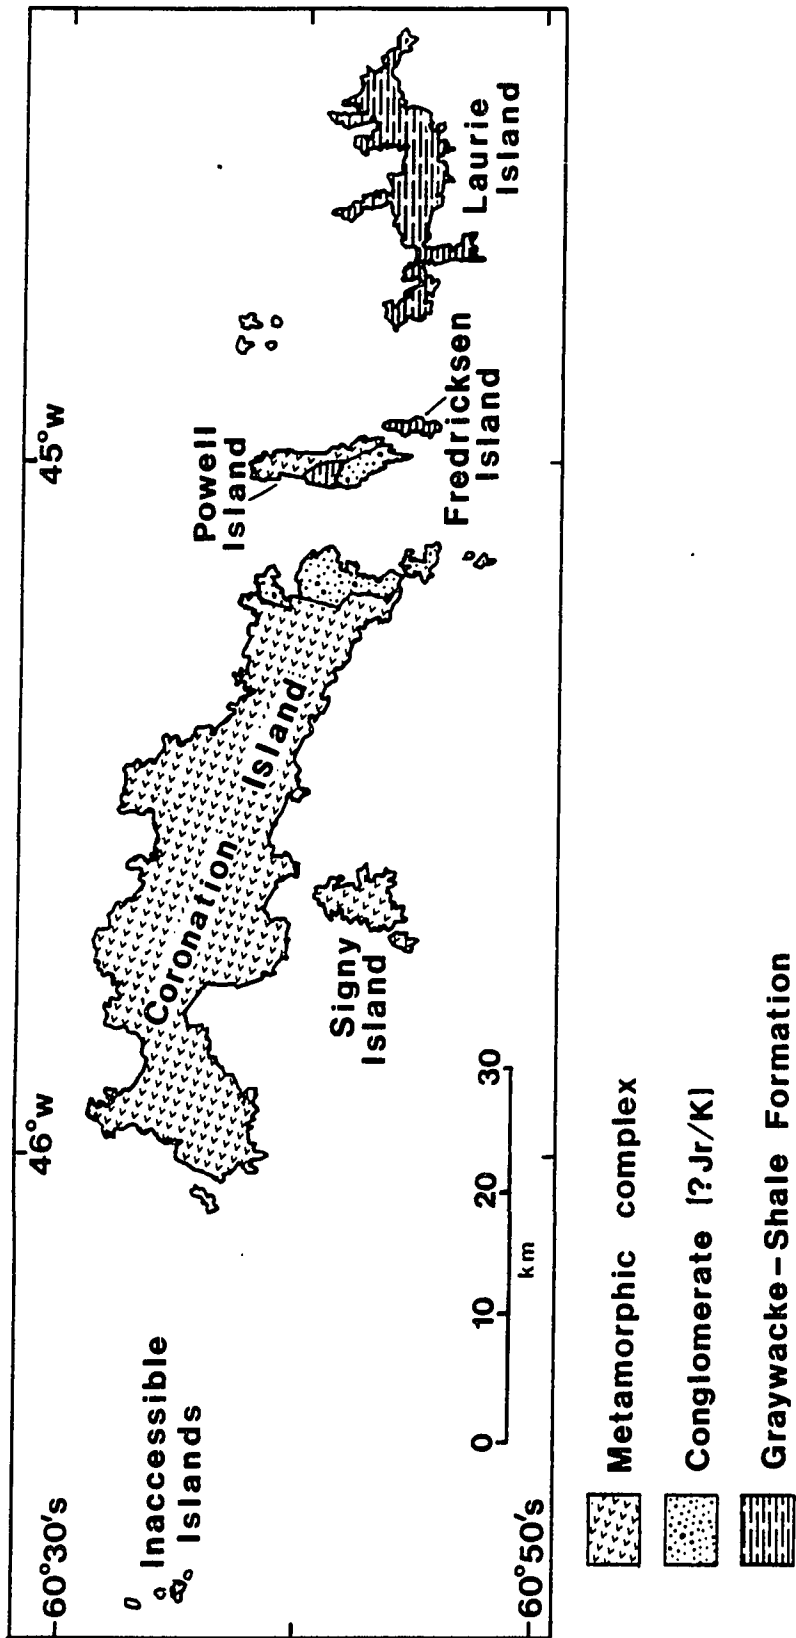 60°30's
46°w
45°w
Inaccessible
Islands
Coronation
Island
Powell
Island
Signy
Island
Fredricksen
Island
Laurie
Island
60°50's
0 10 20 30
km
Metamorphic complex
Conglomerate [?Jr/K]
Graywacke-Shale Formation